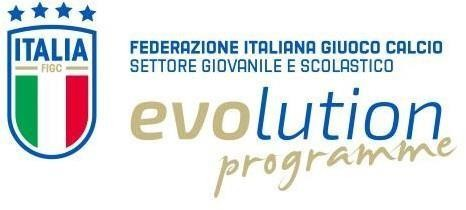 ITALIA
FIGC
FEDERAZIONE ITALIANA GIUOCO CALCIO
SETTORE GIOVANILE E SCOLASTICO
evolution
programme